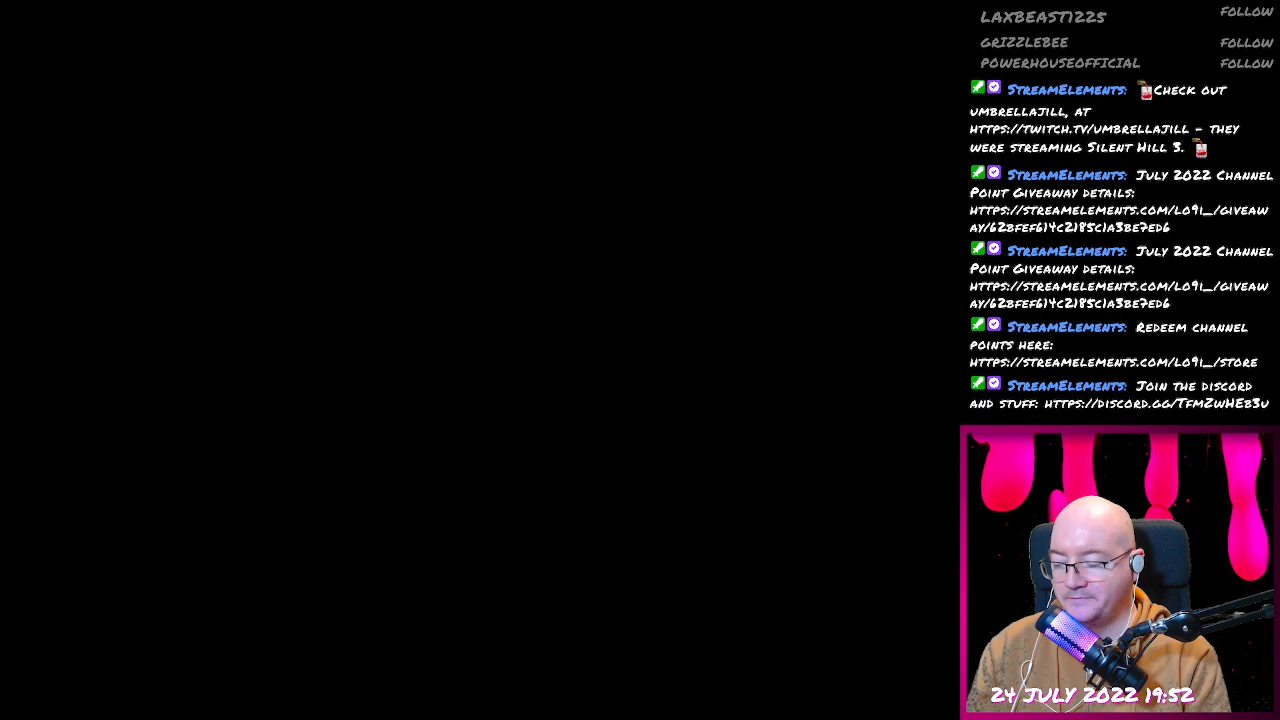 LAXBEAST1225 FOLLOW
GRIZZLEBEE FOLLOW
POWERHOUSEOFFICIAL FOLLOW
StreamElements: Check out
umbrellajill, at
https://twitch.tv/umbrellajill - they
were streaming Silent Hill 3.
StreamElements: July 2022 Channel
Point Giveaway details:
https://streamelements.com/lo9i_/giveaw
ay/62bfef614c2185c1a3be7ed6
StreamElements: July 2022 Channel
Point Giveaway details:
https://streamelements.com/lo9i_/giveaw
ay/62bfef614c2185c1a3be7ed6
StreamElements: Redeem channel
points here:
https://streamelements.com/lo9i_/store
StreamElements: Join the discord
and stuff: https://discord.gg/TfmZwHEb3u
24 JULY 2022 19:52